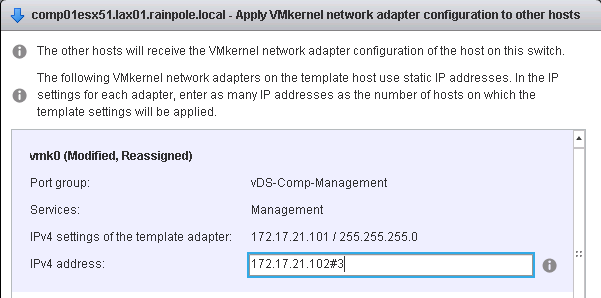 comp01esx51.lax01.rainpole.local - Apply VMkernel network adapter configuration to other hosts
The other hosts will receive the VMkernel network adapter configuration of the host on this switch.
The following VMkernel network adapters on the template host use static IP addresses. In the IP
settings for each adapter, enter as many IP addresses as the number of hosts on which the
template settings will be applied.
vmk0 (Modified, Reassigned)
Port group: vDS-Comp-Management
Services: Management
IPv4 settings of the template adapter: 172.17.21.101 / 255.255.255.0
IPv4 address: 172.17.21.102#3